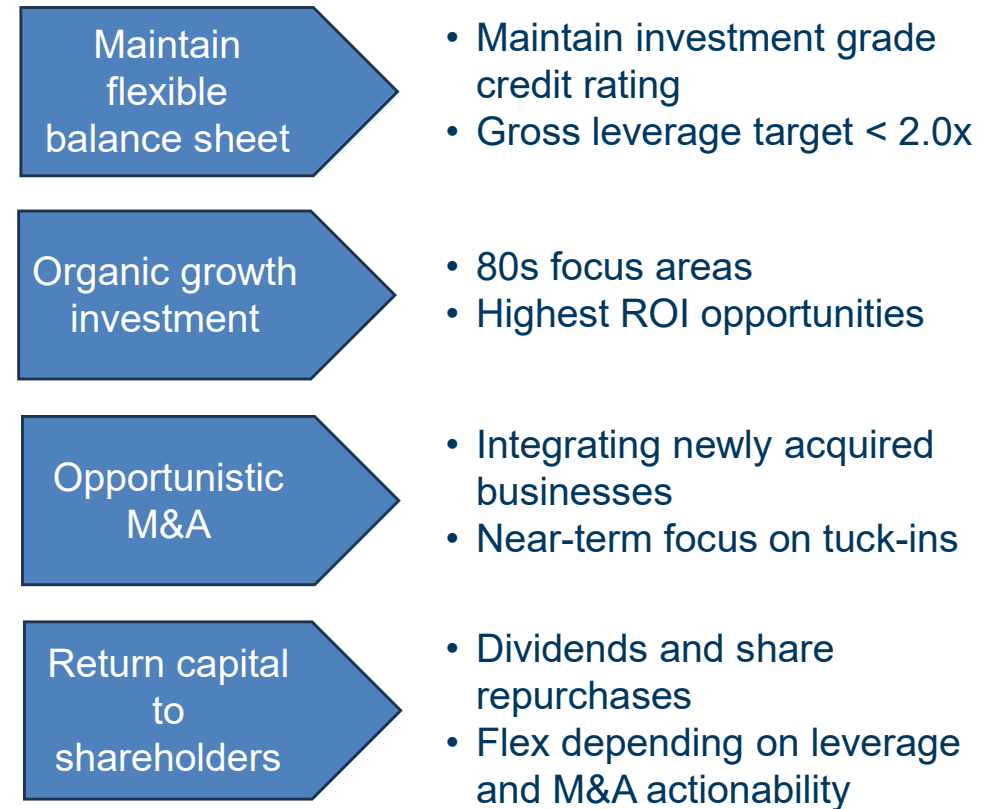 Maintain
flexible
balance sheet
• Maintain investment grade
credit rating
• Gross leverage target < 2.0x
Organic growth
investment
• 80s focus areas
• Highest ROI opportunities
Opportunistic
M&A
• Integrating newly acquired
businesses
• Near-term focus on tuck-ins
Return capital
to
shareholders
• Dividends and share
repurchases
• Flex depending on leverage
and M&A actionability